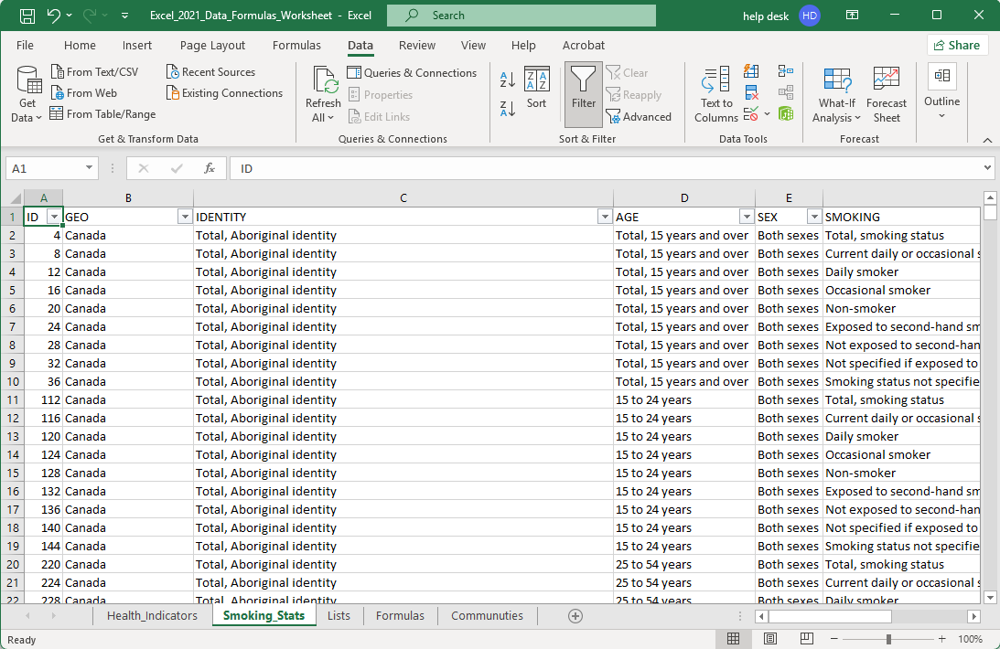 Excel_2021_Data_Formulas_Worksheet - Excel
Search
help desk HD
File Home Insert Page Layout Formulas Data Review View Help Acrobat Share
Get Data
From Text/CSV
From Web
From Table/Range
Recent Sources
Existing Connections
Get & Transform Data
Refresh All
Queries & Connections
Properties
Edit Links
Queries & Connections
Sort
Filter
Clear
Reapply
Advanced
Sort & Filter
Text to Columns
Data Tools
What-If Analysis
Forecast Sheet
Forecast
Outline
A1 fx ID
A B C D E
1 ID GEO IDENTITY AGE SEX SMOKING
2 4 Canada Total, Aboriginal identity Total, 15 years and over Both sexes Total, smoking status
3 8 Canada Total, Aboriginal identity Total, 15 years and over Both sexes Current daily or occasional s
4 12 Canada Total, Aboriginal identity Total, 15 years and over Both sexes Daily smoker
5 16 Canada Total, Aboriginal identity Total, 15 years and over Both sexes Occasional smoker
6 20 Canada Total, Aboriginal identity Total, 15 years and over Both sexes Non-smoker
7 24 Canada Total, Aboriginal identity Total, 15 years and over Both sexes Exposed to second-hand sm
8 28 Canada Total, Aboriginal identity Total, 15 years and over Both sexes Not exposed to second-han
9 32 Canada Total, Aboriginal identity Total, 15 years and over Both sexes Not specified if exposed to
10 36 Canada Total, Aboriginal identity Total, 15 years and over Both sexes Smoking status not specifie
11 112 Canada Total, Aboriginal identity 15 to 24 years Both sexes Total, smoking status
12 116 Canada Total, Aboriginal identity 15 to 24 years Both sexes Current daily or occasional s
13 120 Canada Total, Aboriginal identity 15 to 24 years Both sexes Daily smoker
14 124 Canada Total, Aboriginal identity 15 to 24 years Both sexes Occasional smoker
15 128 Canada Total, Aboriginal identity 15 to 24 years Both sexes Non-smoker
16 132 Canada Total, Aboriginal identity 15 to 24 years Both sexes Exposed to second-hand sm
17 136 Canada Total, Aboriginal identity 15 to 24 years Both sexes Not exposed to second-han
18 140 Canada Total, Aboriginal identity 15 to 24 years Both sexes Not specified if exposed to
19 144 Canada Total, Aboriginal identity 15 to 24 years Both sexes Smoking status not specifie
20 220 Canada Total, Aboriginal identity 25 to 54 years Both sexes Total, smoking status
21 224 Canada Total, Aboriginal identity 25 to 54 years Both sexes Current daily or occasional s
22 228 Canada Total, Aboriginal identity 25 to 54 years Both sexes Daily smoker
Health_Indicators Smoking_Stats Lists Formulas Communuties
Ready 100%